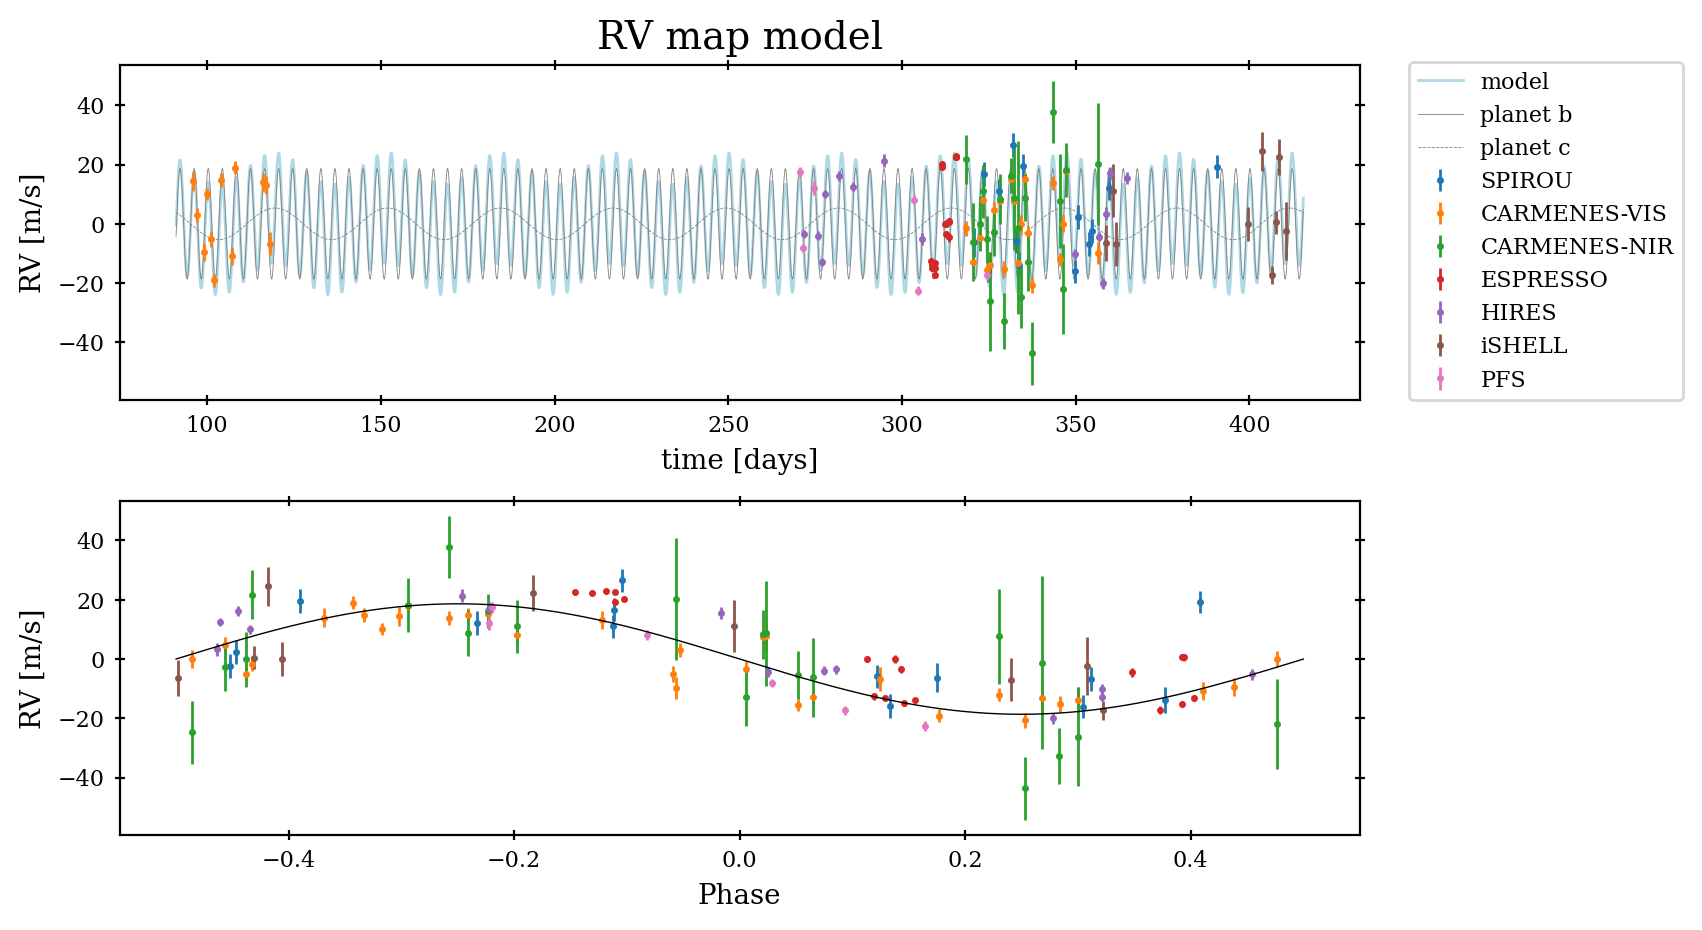 RV map model
RV [m/s]
40
20
0
−20
−40
100 150 200 250 300 350 400
time [days]
model
planet b
planet c
SPIROU
CARMENES-VIS
CARMENES-NIR
ESPRESSO
HIRES
iSHELL
PFS
RV [m/s]
40
20
0
−20
−40
−0.4 −0.2 0.0 0.2 0.4
Phase